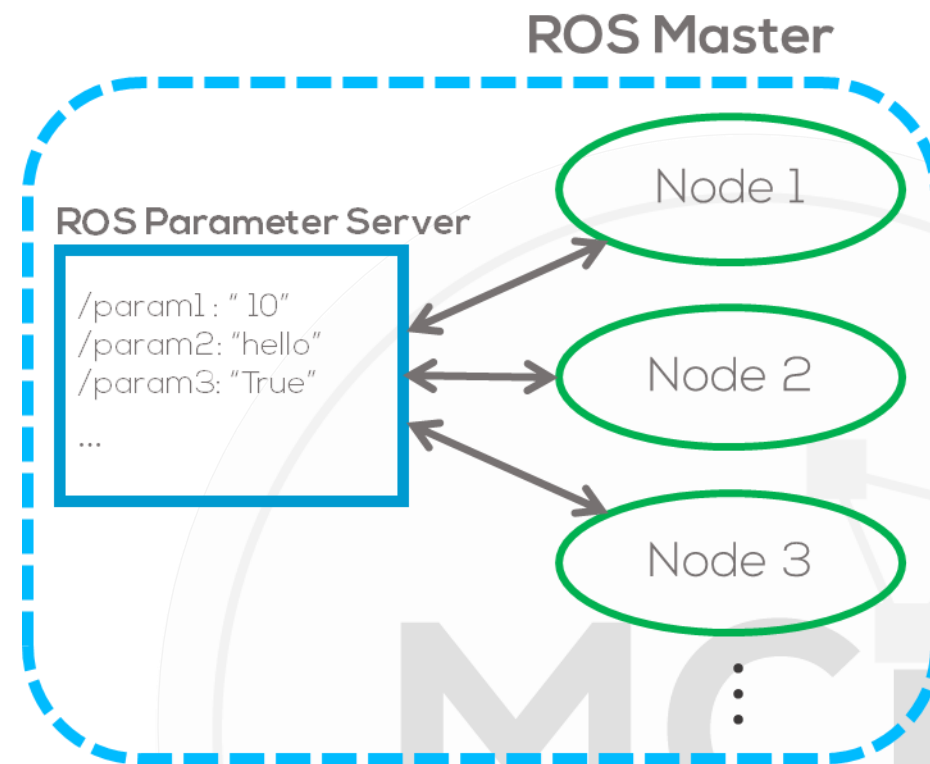 ROS Master
ROS Parameter Server
/param1 : “ 10”
/param2: “hello”
/param3: “True”
...
Node 1
Node 2
Node 3